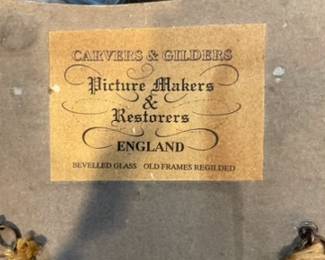 CARVERS & GILDERS
Picture Makers
&
Restorers
ENGLAND
BEVELLED GLASS OLD FRAMES REGILDED